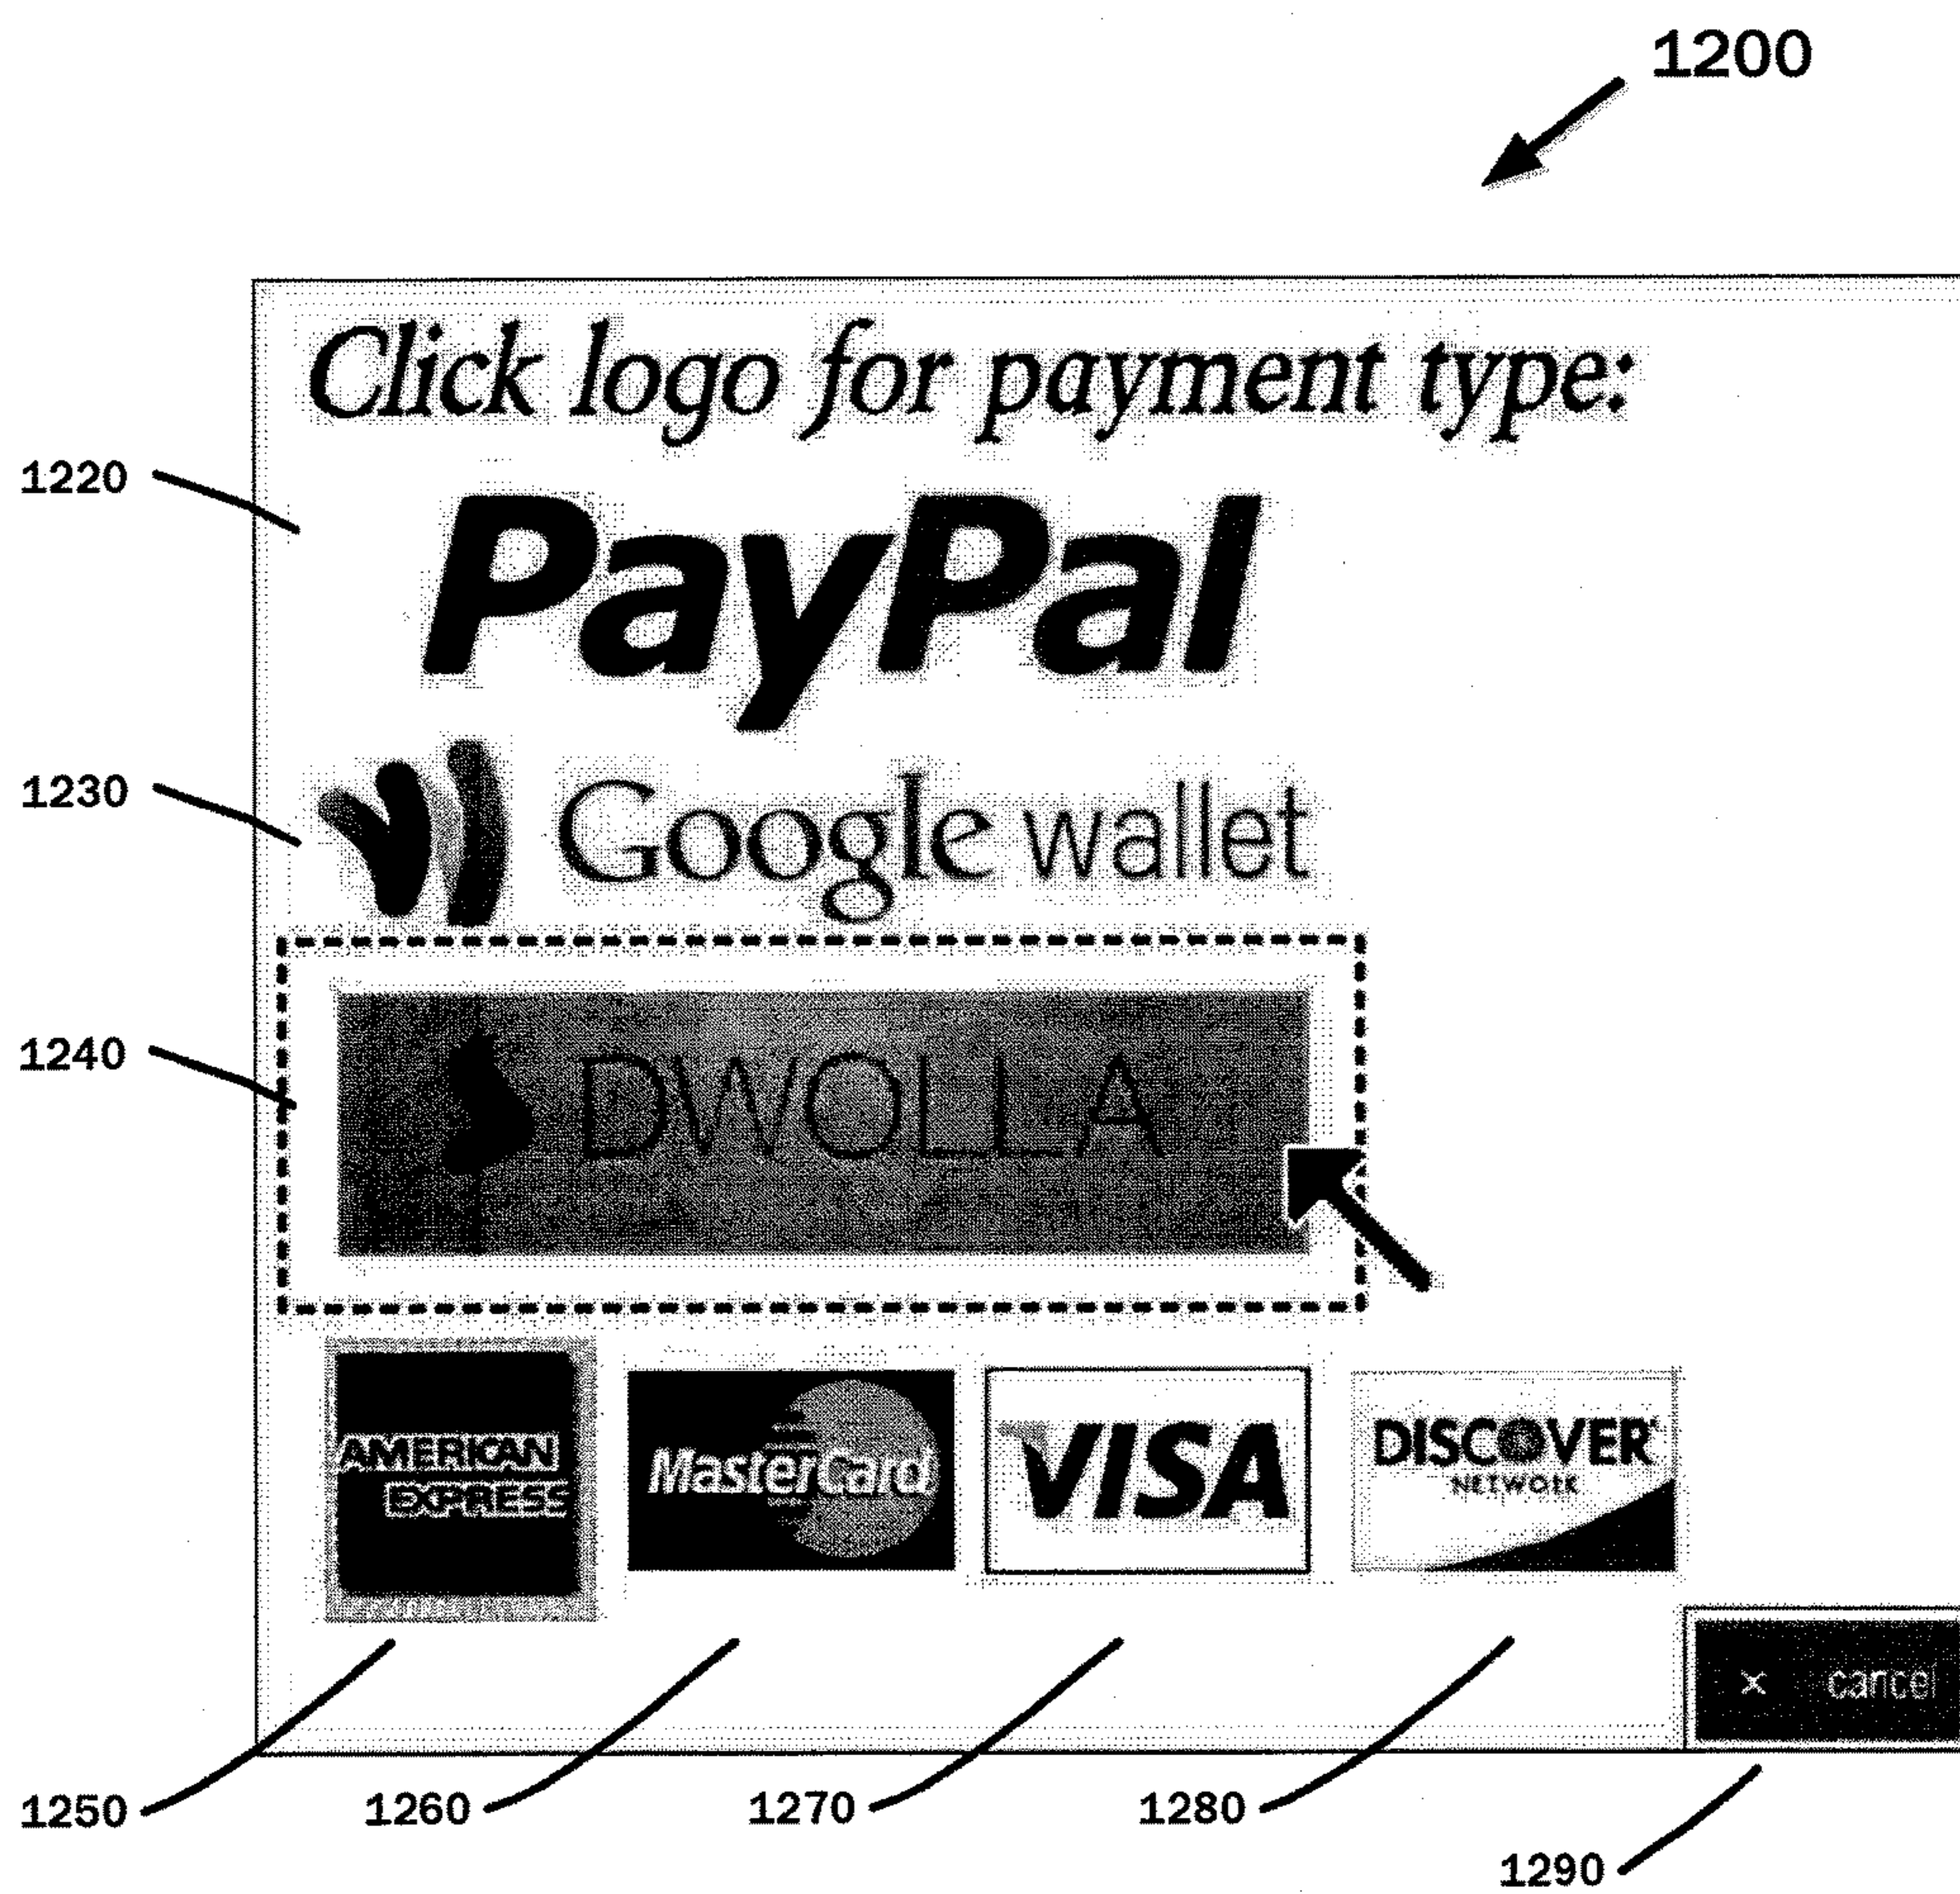 1200
Click logo for payment type:
1220
PayPal
1230
Google wallet
1240
DWOLLA
AMERICAN
EXPRESS
MasterCard
VISA
DISCOVER
NETWORK
× cancel
1250
1260
1270
1280
1290